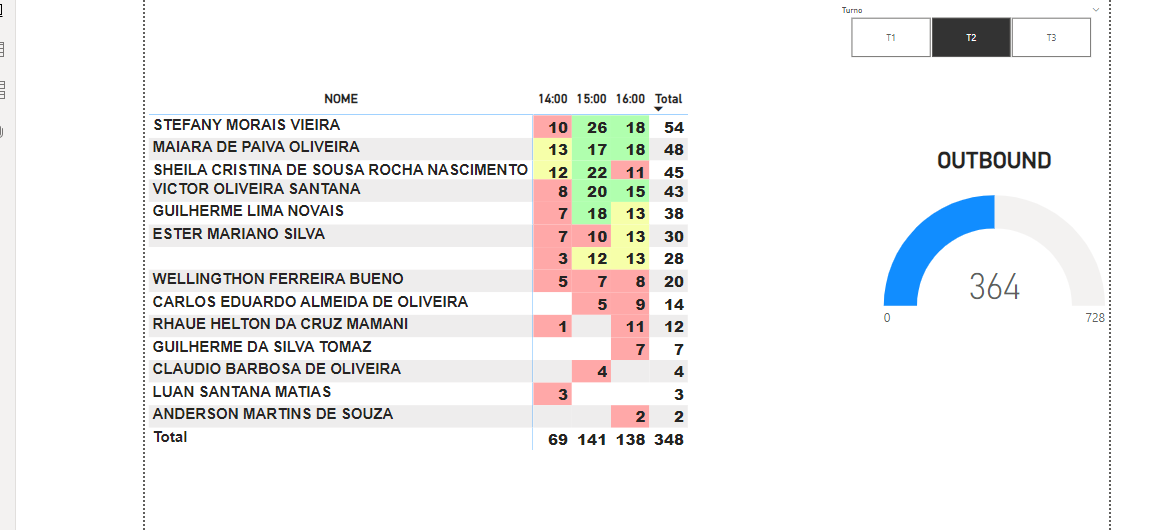 Turno
T1 T2 T3
NOME 14:00 15:00 16:00 Total
STEFANY MORAIS VIEIRA 10 26 18 54
MAIARA DE PAIVA OLIVEIRA 13 17 18 48
SHEILA CRISTINA DE SOUSA ROCHA NASCIMENTO 12 22 11 45
VICTOR OLIVEIRA SANTANA 8 20 15 43
GUILHERME LIMA NOVAIS 7 18 13 38
ESTER MARIANO SILVA 7 10 13 30
3 12 13 28
WELLINGTHON FERREIRA BUENO 5 7 8 20
CARLOS EDUARDO ALMEIDA DE OLIVEIRA 5 9 14
RHAUE HELTON DA CRUZ MAMANI 1 11 12
GUILHERME DA SILVA TOMAZ 7 7
CLAUDIO BARBOSA DE OLIVEIRA 4 4
LUAN SANTANA MATIAS 3 3
ANDERSON MARTINS DE SOUZA 2 2
Total 69 141 138 348
OUTBOUND
364
0 728